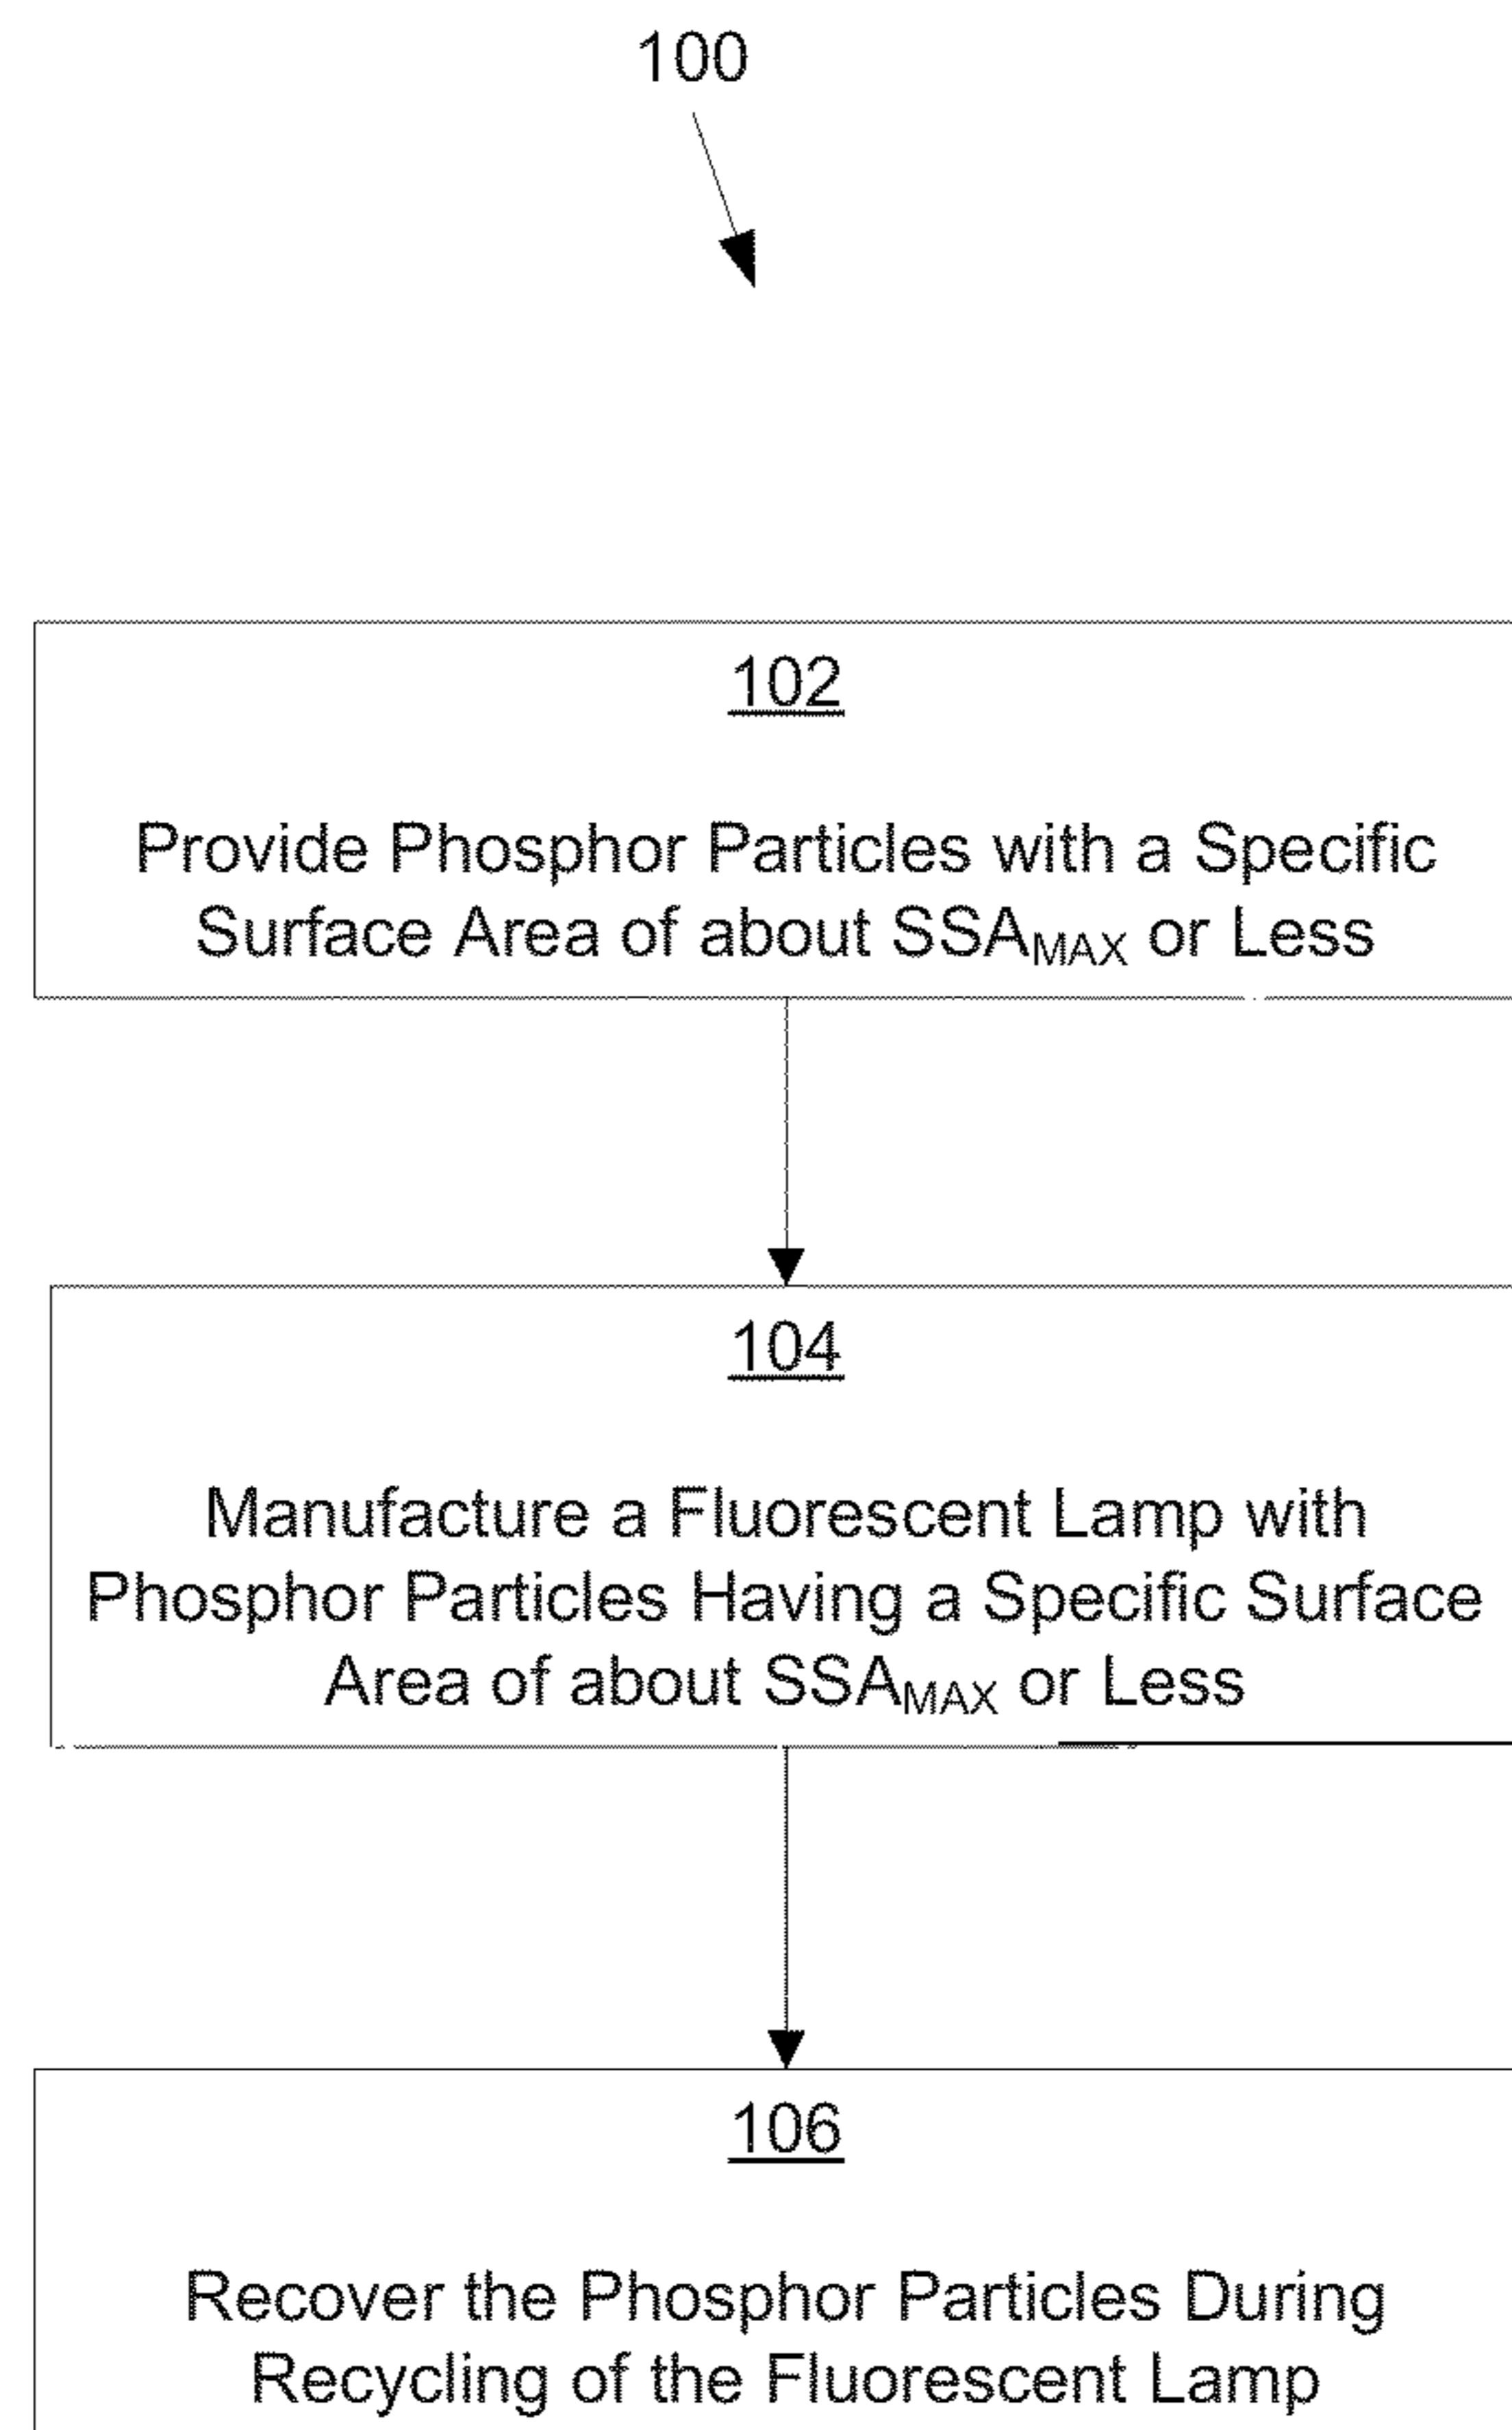 100
102
Provide Phosphor Particles with a Specific
Surface Area of about SSAMAX or Less
104
Manufacture a Fluorescent Lamp with
Phosphor Particles Having a Specific Surface
Area of about SSAMAX or Less
106
Recover the Phosphor Particles During
Recycling of the Fluorescent Lamp